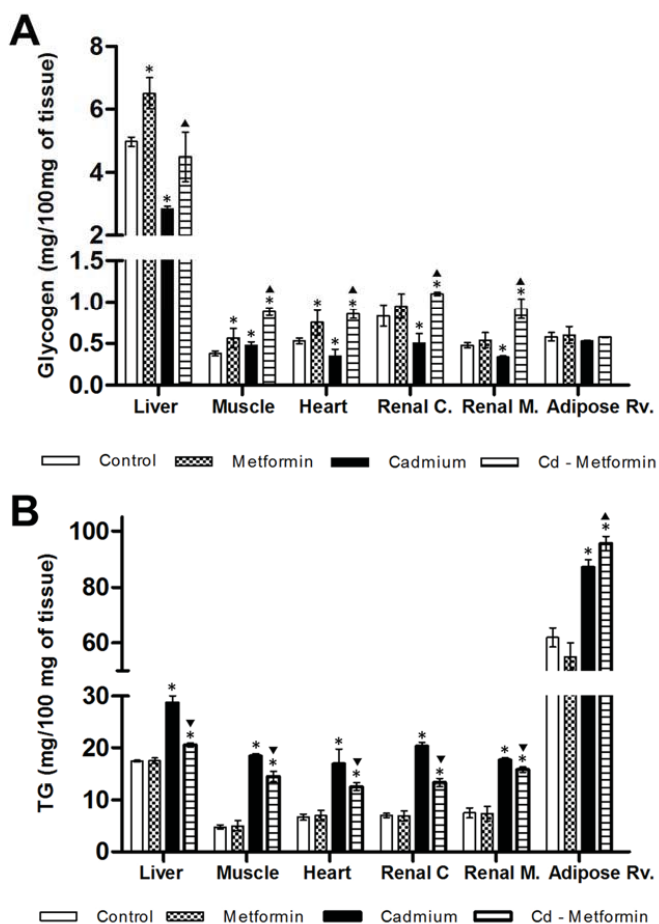 A
Glycogen (mg/100mg of tissue)
8
6
4
2
1.5
1.0
0.5
0.0
* * ▲
* * ▲ *
* * ▲ *
* ▲ *
* ▲ *
Liver Muscle Heart Renal C. Renal M. Adipose Rv.
Control Metformin Cadmium Cd - Metformin
B
TG (mg/100 mg of tissue)
100
60
30
20
10
0
* ▼ *
* ▼ *
* ▼ *
* ▼ *
* ▼ *
* ▲ *
Liver Muscle Heart Renal C Renal M. Adipose Rv.
Control Metformin Cadmium Cd - Metformin